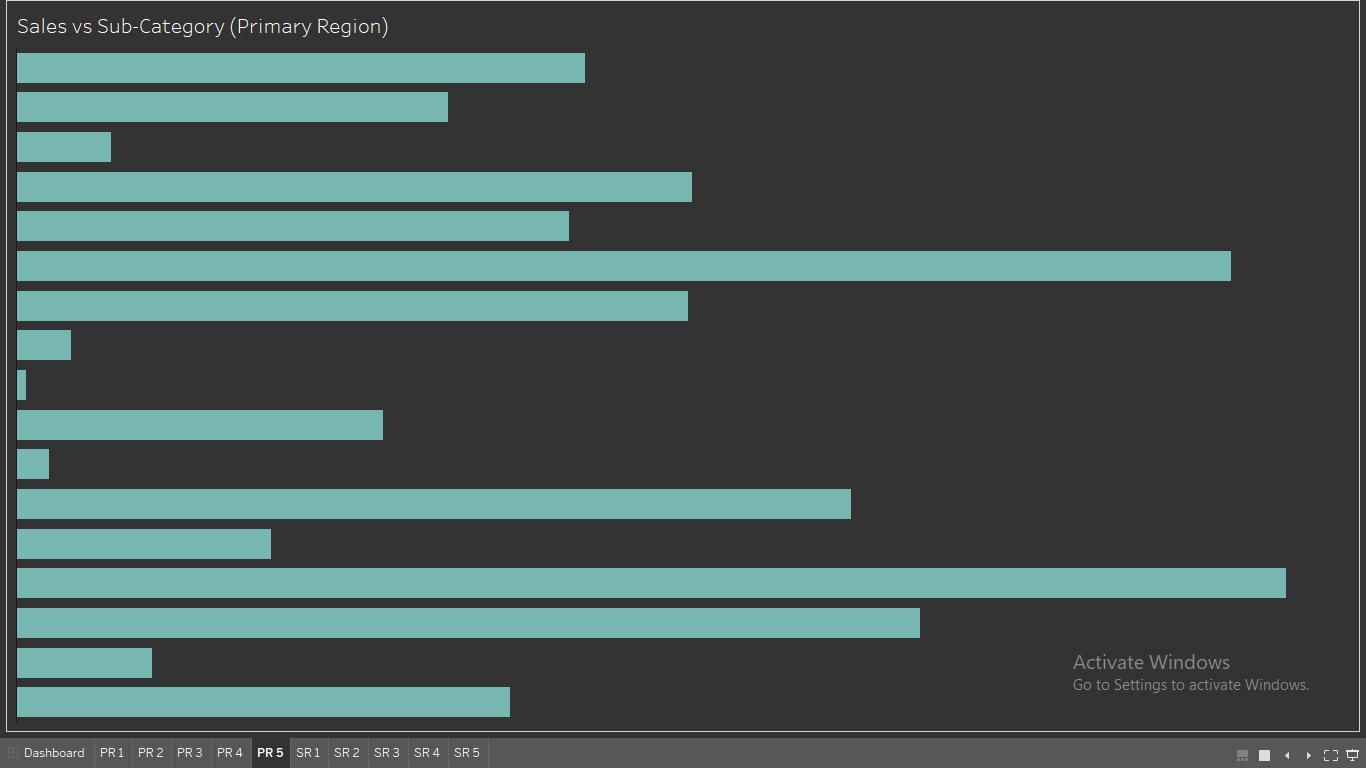 Sales vs Sub-Category (Primary Region)
Activate Windows
Go to Settings to activate Windows.
Dashboard PR 1 PR 2 PR 3 PR 4 PR 5 SR 1 SR 2 SR 3 SR 4 SR 5